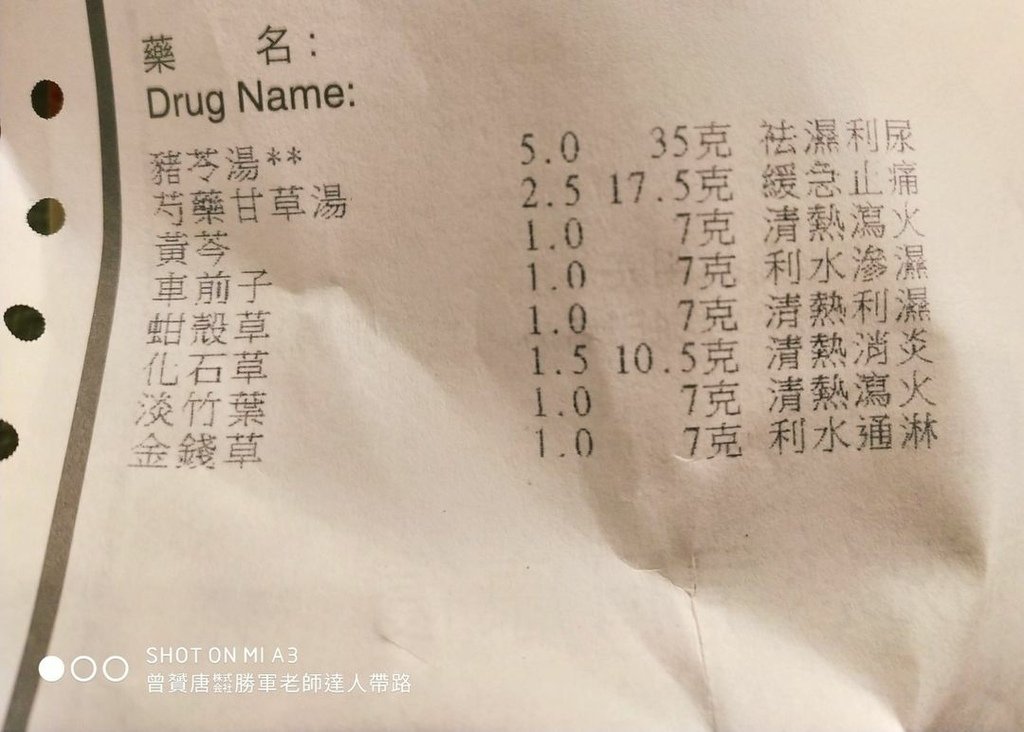 藥 名：
Drug Name:
豬苓湯** 5.0 35克 祛濕利尿
芍藥甘草湯 2.5 17.5克 緩急止痛
黃芩 1.0 7克 清熱瀉火
車前子 1.0 7克 利水滲濕
蚶殼草 1.0 7克 清熱利濕
化石草 1.5 10.5克 清熱消炎
淡竹葉 1.0 7克 清熱瀉火
金錢草 1.0 7克 利水通淋
SHOT ON MI A3
曾贇唐株式会社勝軍老師達人帶路